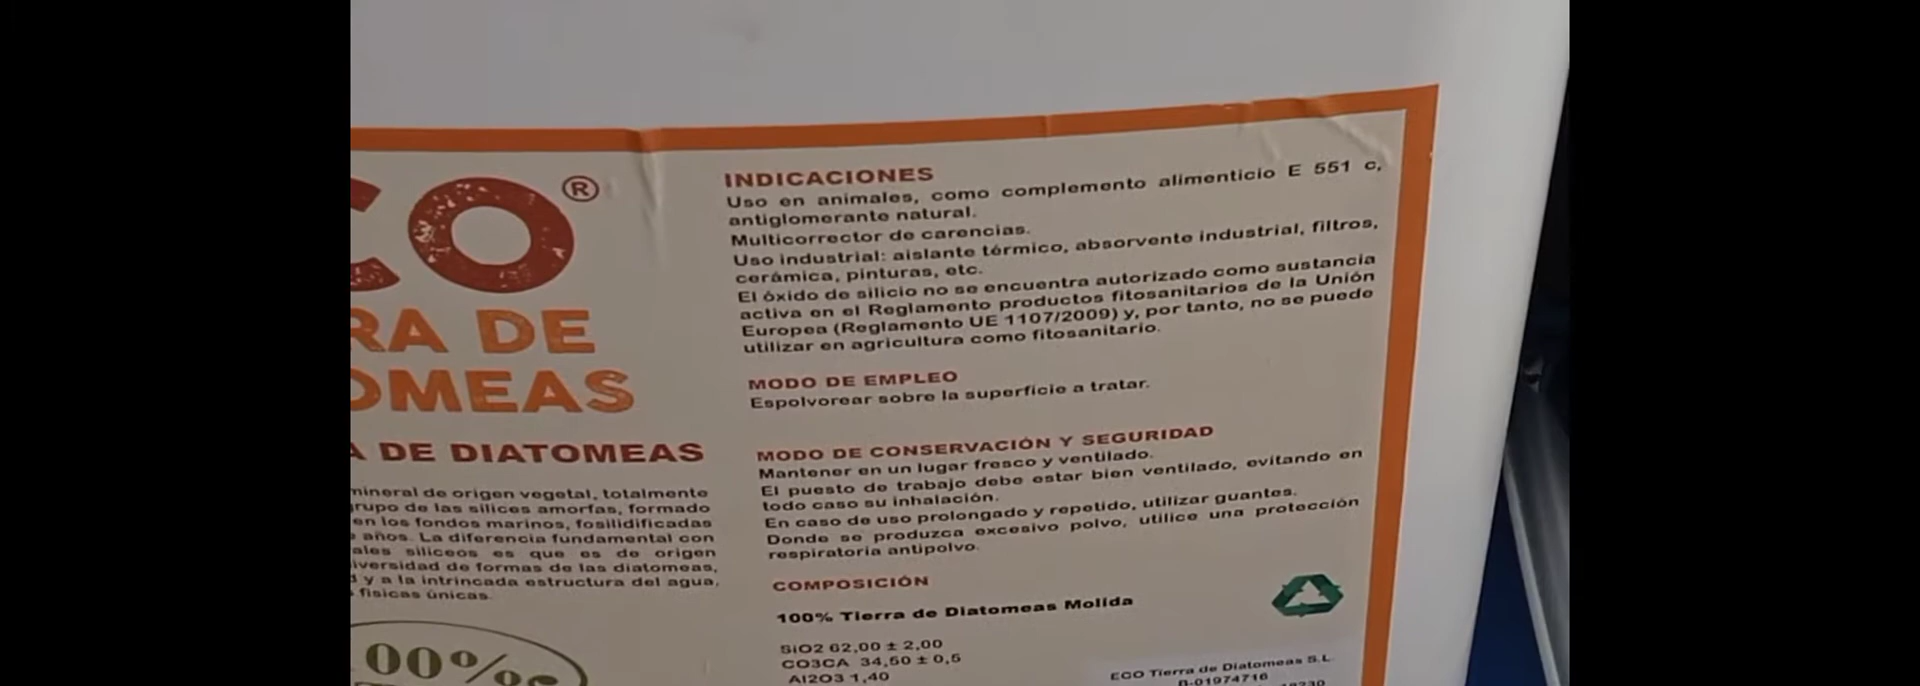 CO®
RA DE
OMEAS
A DE DIATOMEAS
mineral de origen vegetal, totalmente
grupo de las silices amorfas, formado
en los fondos marinos, fosilidificadas
años. La diferencia fundamental con
ales siliceos es que es de origen
iversidad de formas de las diatomeas,
d y a la intrincada estructura del agua,
fisicas únicas.
00%
INDICACIONES
Uso en animales, como complemento alimenticio E 551 c,
antiglomerante natural.
Multicorrector de carencias.
Uso industrial: aislante térmico, absorvente industrial, filtros,
cerámica, pinturas, etc.
El óxido de silicio no se encuentra autorizado como sustancia
activa en el Reglamento productos fitosanitarios de la Unión
Europea (Reglamento UE 1107/2009) y, por tanto, no se puede
utilizar en agricultura como fitosanitario.
MODO DE EMPLEO
Espolvorear sobre la superficie a tratar.
MODO DE CONSERVACIÓN Y SEGURIDAD
Mantener en un lugar fresco y ventilado.
El puesto de trabajo debe estar bien ventilado, evitando en
todo caso su inhalación.
En caso de uso prolongado y repetido, utilizar guantes.
Donde se produzca excesivo polvo, utilice una protección
respiratoria antipolvo.
COMPOSICIÓN
100% Tierra de Diatomeas Molida
SiO2 62,00 ± 2,00
CO3CA 34,50 ± 0,5
Al2O3 1,40
ECO Tierra de Diatomeas S.L.
B-01974716